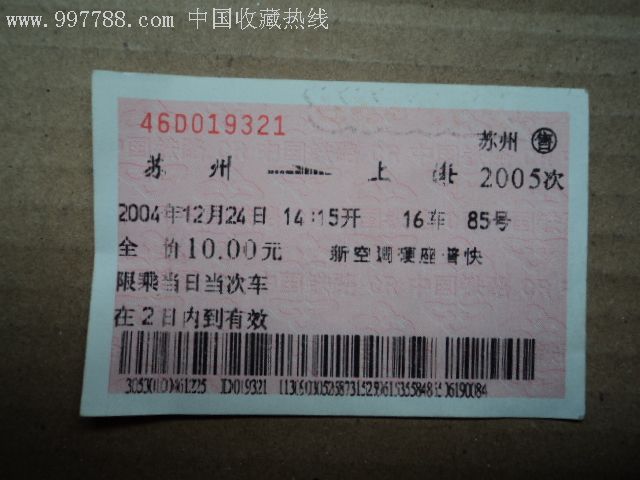 www.997788.com 中国收藏热线
46D019321
苏州 售
苏 州 上 海 2005次
2004年12月24日 14:15开 16车 85号
全 价10.00元 新空调硬座普快
限乘当日当次车
在2日内到有效